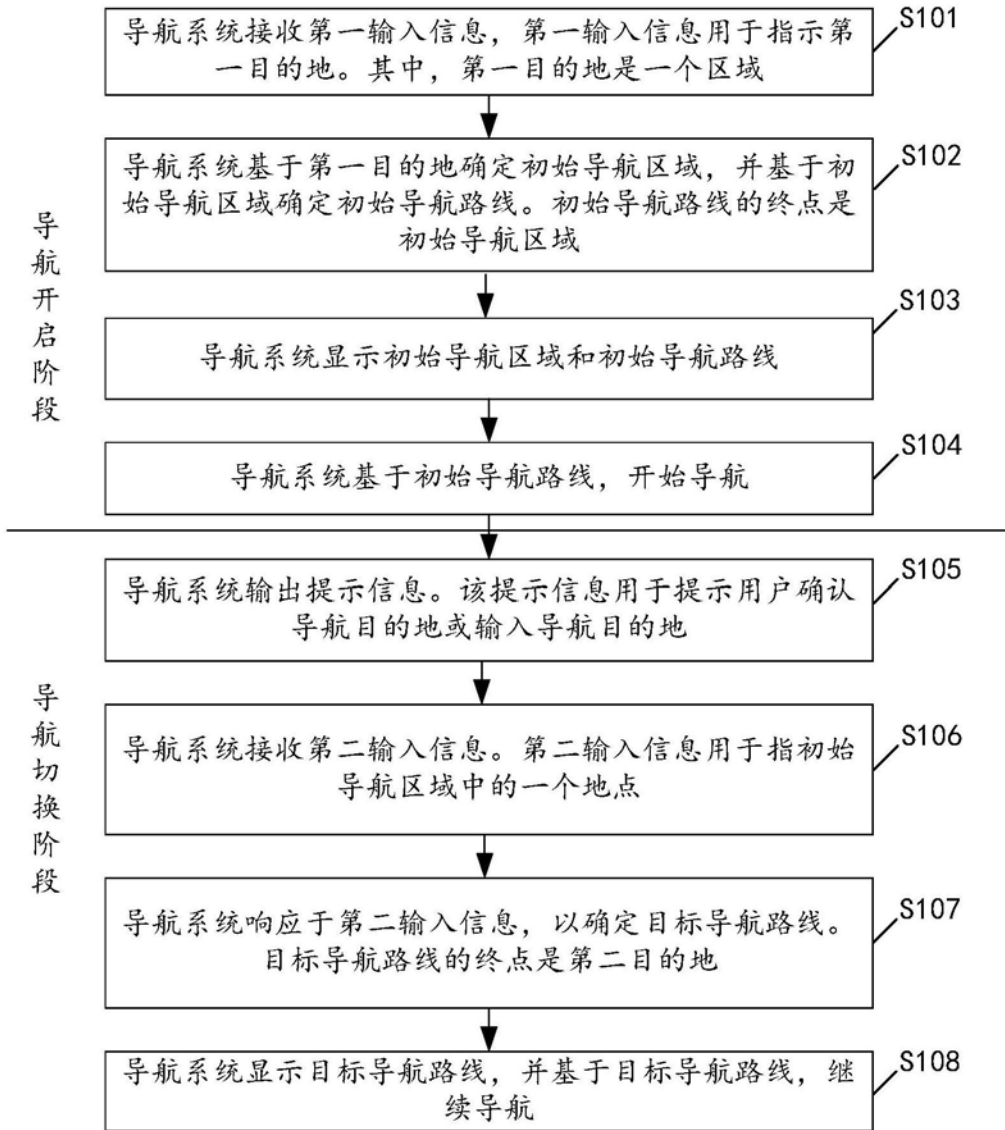 导航系统接收第一输入信息，第一输入信息用于指示第
一目的地。其中，第一目的地是一个区域
S101
导航系统基于第一目的地确定初始导航区域，并基于初
始导航区域确定初始导航路线。初始导航路线的终点是
初始导航区域
S102
导航系统显示初始导航区域和初始导航路线
S103
导航系统基于初始导航路线，开始导航
S104
导航开启阶段
导航系统输出提示信息。该提示信息用于提示用户确认
导航目的地或输入导航目的地
S105
导航系统接收第二输入信息。第二输入信息用于指初始
导航区域中的一个地点
S106
导航系统响应于第二输入信息，以确定目标导航路线。
目标导航路线的终点是第二目的地
S107
导航系统显示目标导航路线，并基于目标导航路线，继
续导航
S108
导航切换阶段